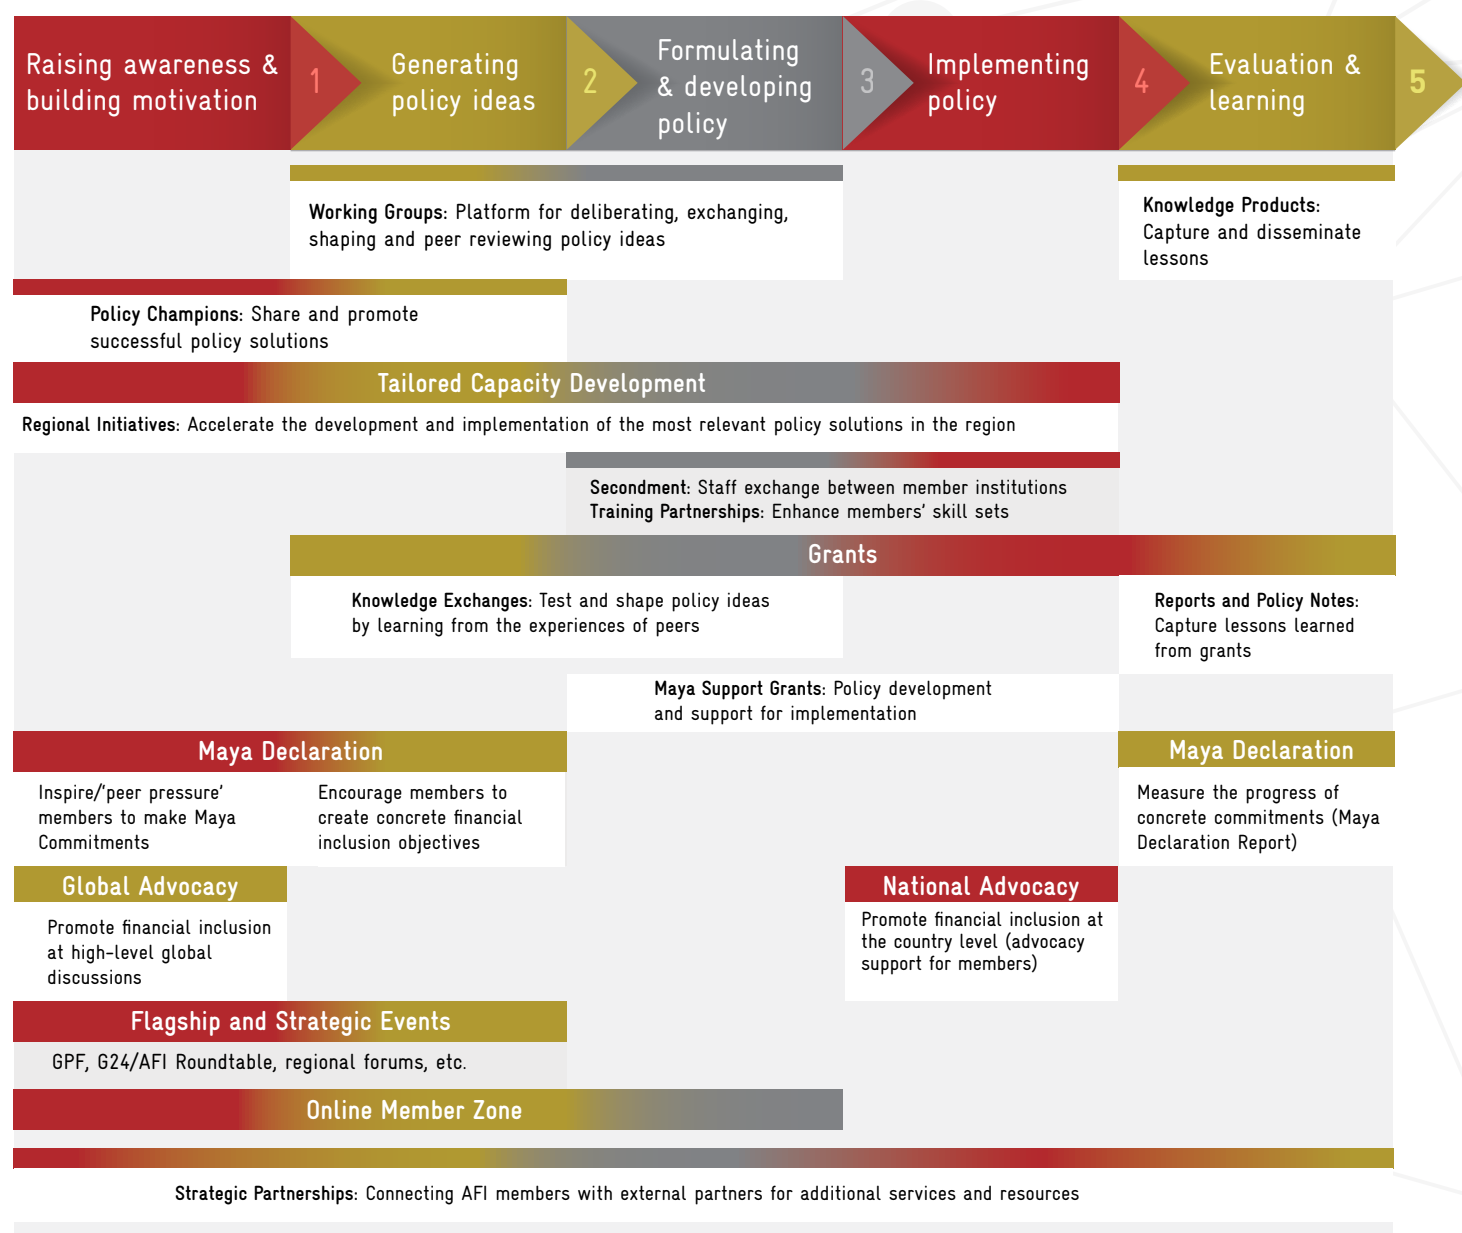 Raising awareness &
building motivation
1
Generating
policy ideas
2
Formulating
& developing
policy
3
Implementing
policy
4
Evaluation &
learning
5
Working Groups: Platform for deliberating, exchanging,
shaping and peer reviewing policy ideas
Knowledge Products:
Capture and disseminate
lessons
Policy Champions: Share and promote
successful policy solutions
Tailored Capacity Development
Regional Initiatives: Accelerate the development and implementation of the most relevant policy solutions in the region
Secondment: Staff exchange between member institutions
Training Partnerships: Enhance members' skill sets
Grants
Knowledge Exchanges: Test and shape policy ideas
by learning from the experiences of peers
Reports and Policy Notes:
Capture lessons learned
from grants
Maya Support Grants: Policy development
and support for implementation
Maya Declaration
Inspire/'peer pressure'
members to make Maya
Commitments
Encourage members to
create concrete financial
inclusion objectives
Maya Declaration
Measure the progress of
concrete commitments (Maya
Declaration Report)
Global Advocacy
Promote financial inclusion
at high-level global
discussions
National Advocacy
Promote financial inclusion at
the country level (advocacy
support for members)
Flagship and Strategic Events
GPF, G24/AFI Roundtable, regional forums, etc.
Online Member Zone
Strategic Partnerships: Connecting AFI members with external partners for additional services and resources